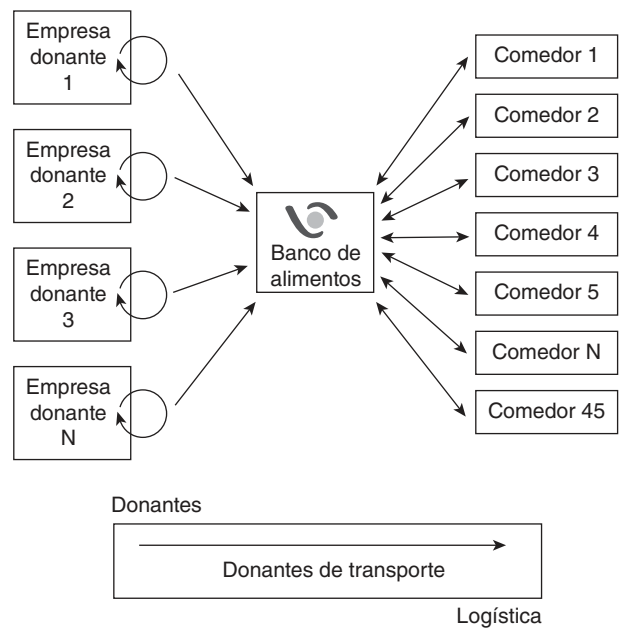 Empresa
donante
1
Empresa
donante
2
Empresa
donante
3
Empresa
donante
N
Banco de
alimentos
Comedor 1
Comedor 2
Comedor 3
Comedor 4
Comedor 5
Comedor N
Comedor 45
Donantes
Donantes de transporte
Logística